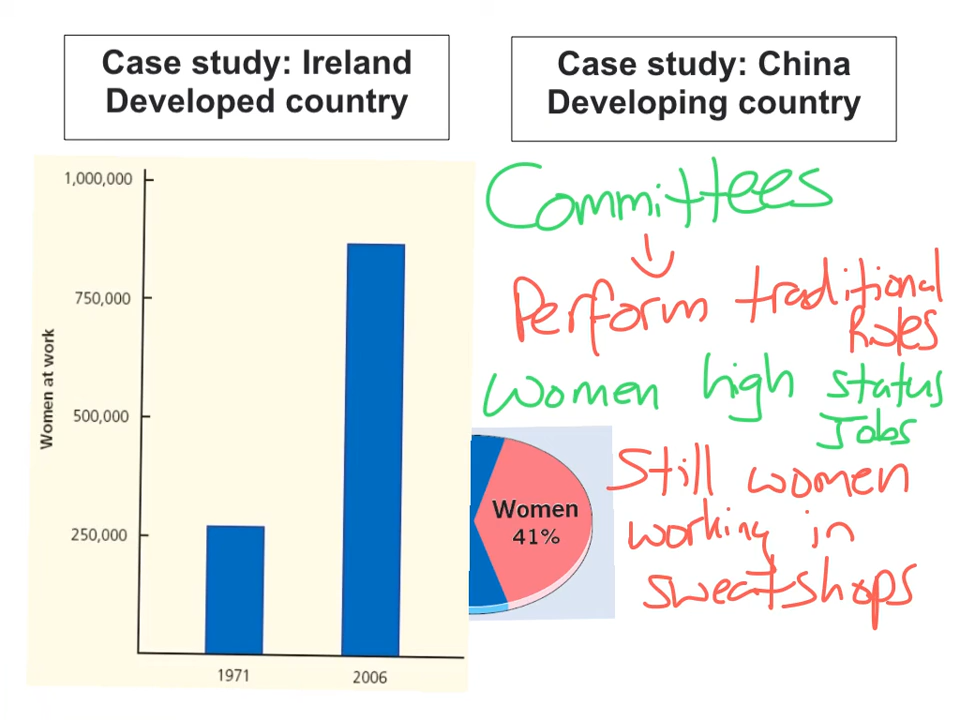 Case study: Ireland
Developed country
Case study: China
Developing country
1,000,000
750,000
500,000
250,000
Women at work
1971
2006
Committees
Perform traditional
Roles
Women high status
Jobs
Women
41%
Still women
working in
sweatshops